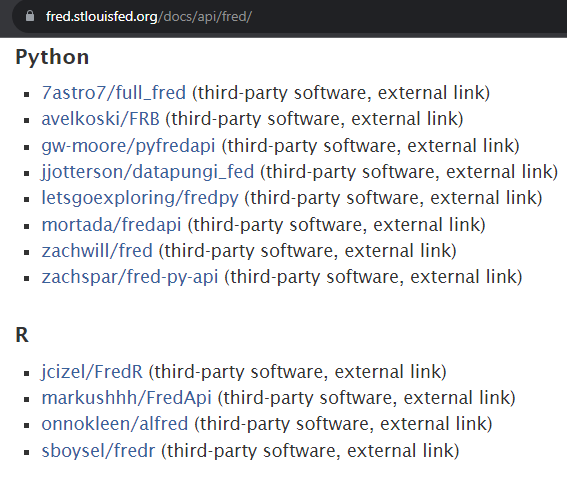 fred.stlouisfed.org/docs/api/fred/
Python
7astro7/full_fred (third-party software, external link)
avelkoski/FRB (third-party software, external link)
gw-moore/pyfredapi (third-party software, external link)
jjotterson/datapungi_fed (third-party software, external link)
letsgoexploring/fredpy (third-party software, external link)
mortada/fredapi (third-party software, external link)
zachwill/fred (third-party software, external link)
zachspar/fred-py-api (third-party software, external link)
R
jcizel/FredR (third-party software, external link)
markushhh/FredApi (third-party software, external link)
onnokleen/alfred (third-party software, external link)
sboysel/fredr (third-party software, external link)